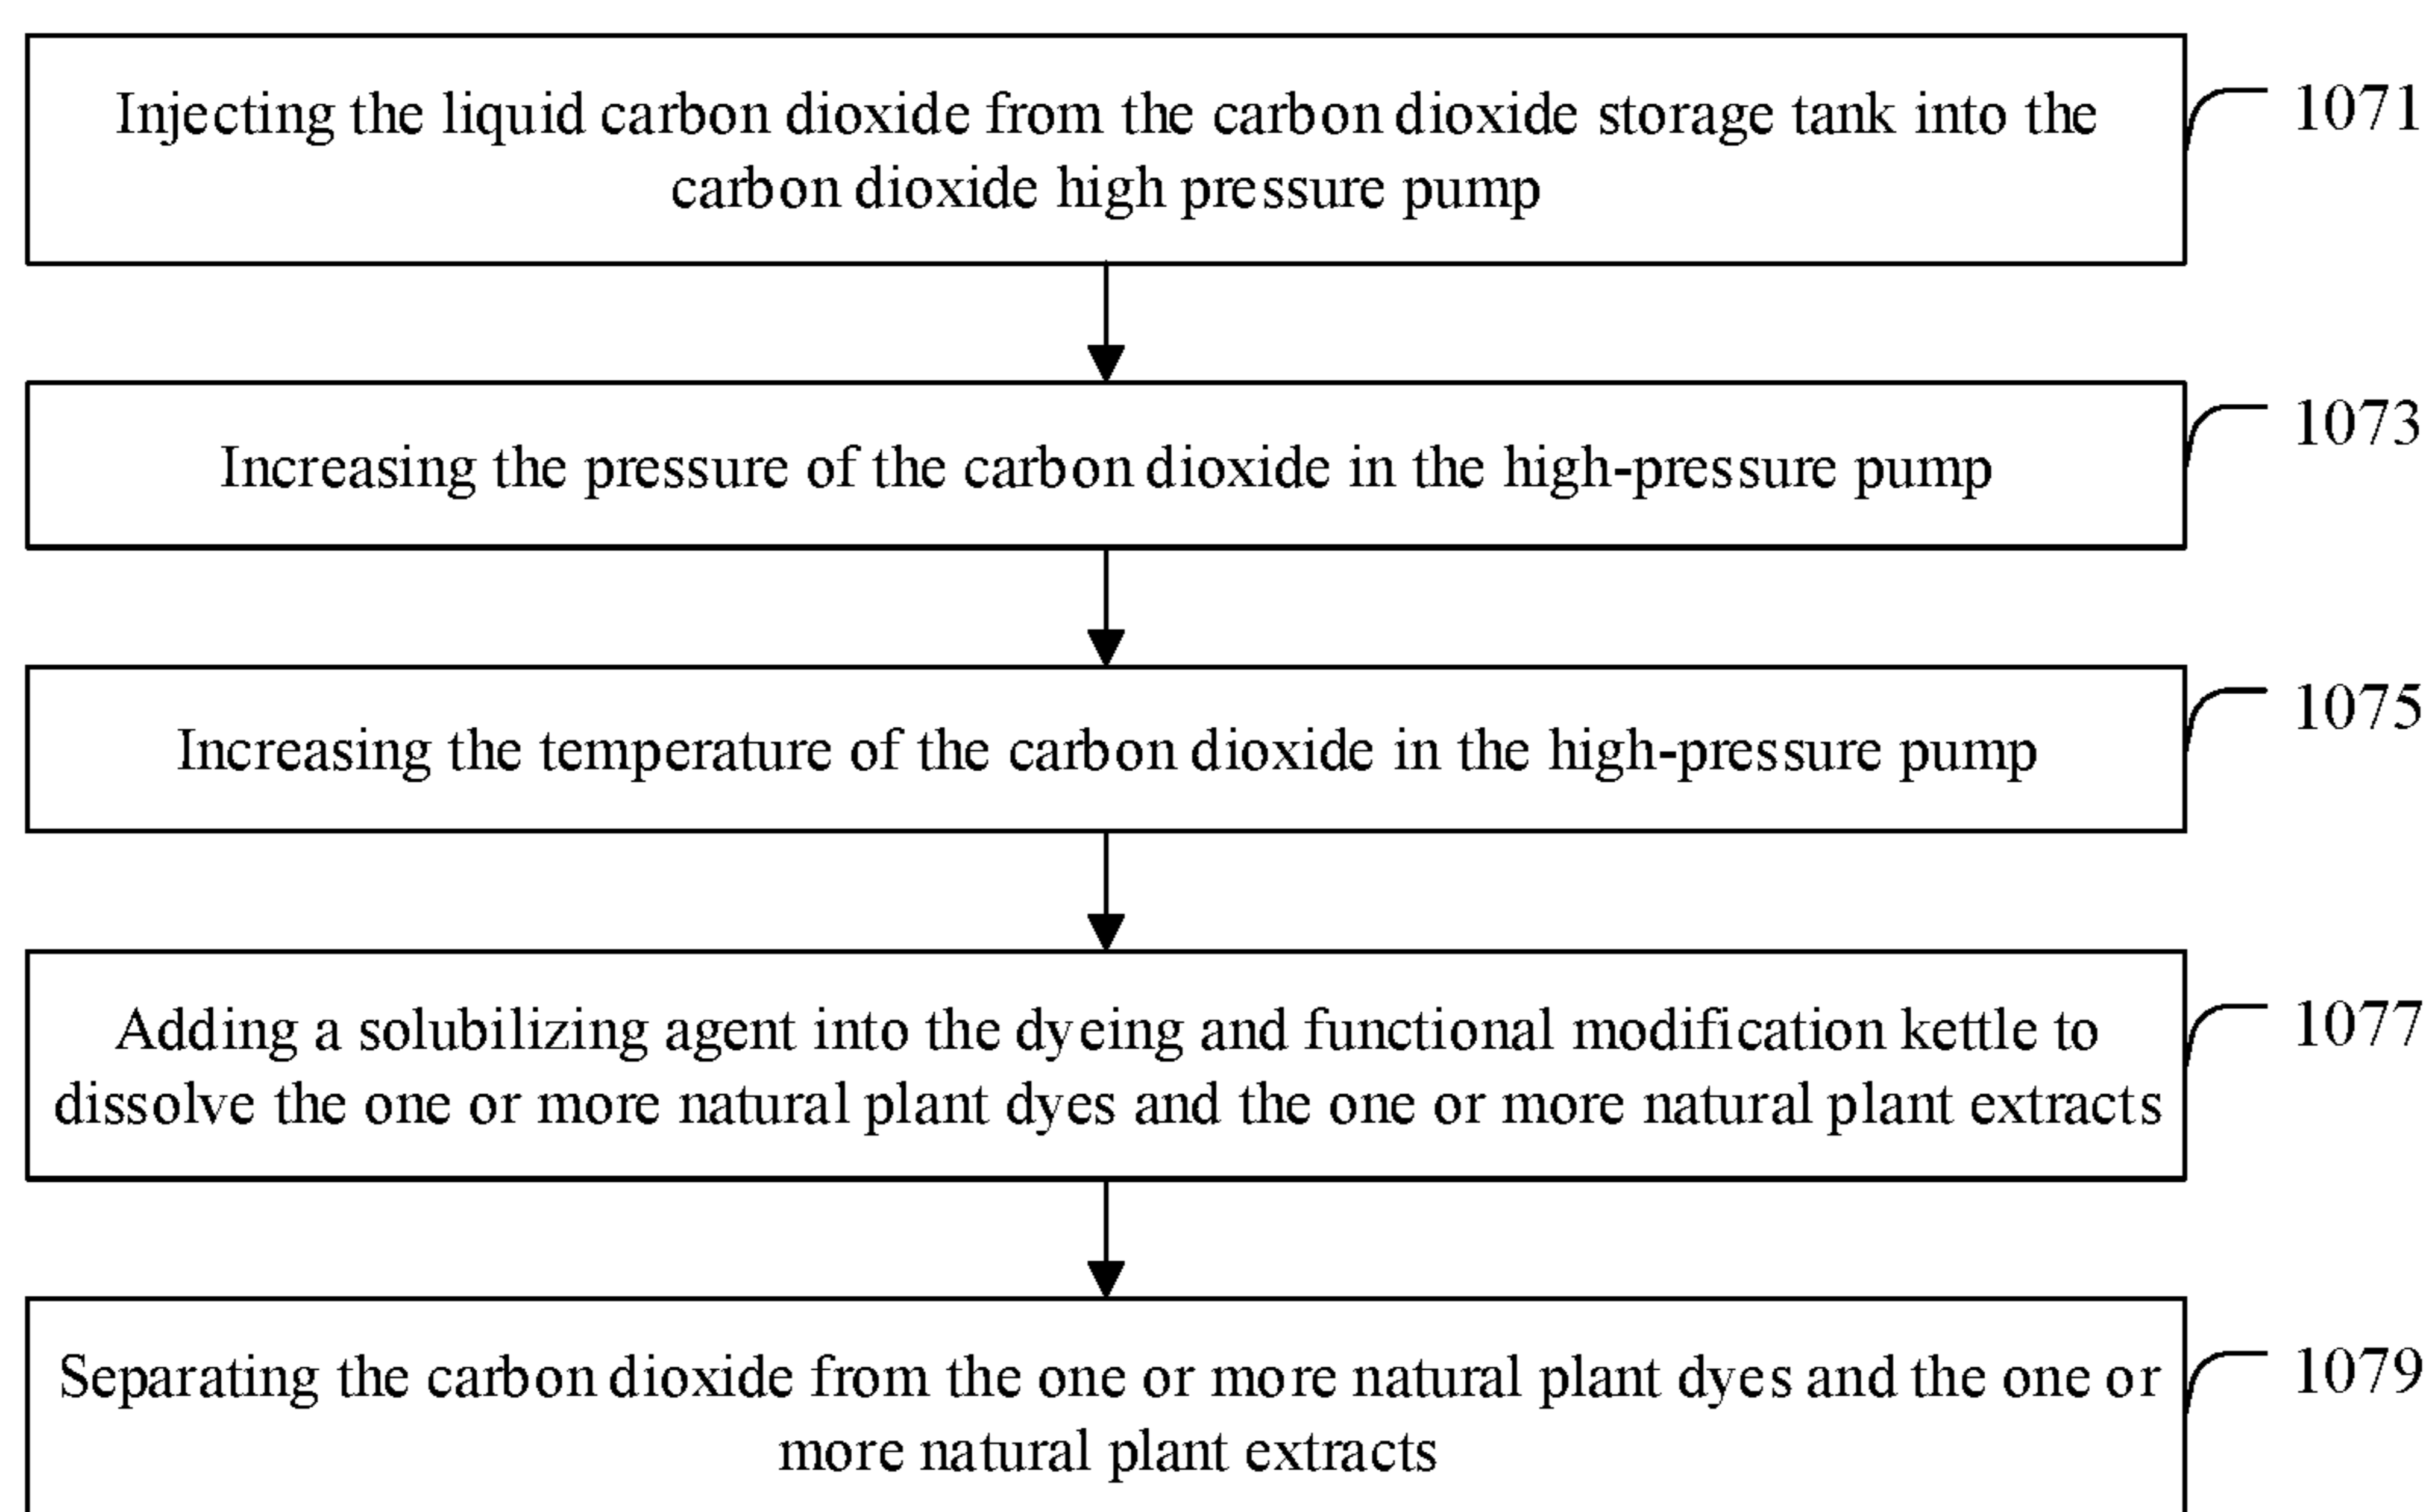 Injecting the liquid carbon dioxide from the carbon dioxide storage tank into the
carbon dioxide high pressure pump
1071
Increasing the pressure of the carbon dioxide in the high-pressure pump
1073
Increasing the temperature of the carbon dioxide in the high-pressure pump
1075
Adding a solubilizing agent into the dyeing and functional modification kettle to
dissolve the one or more natural plant dyes and the one or more natural plant extracts
1077
Separating the carbon dioxide from the one or more natural plant dyes and the one or
more natural plant extracts
1079